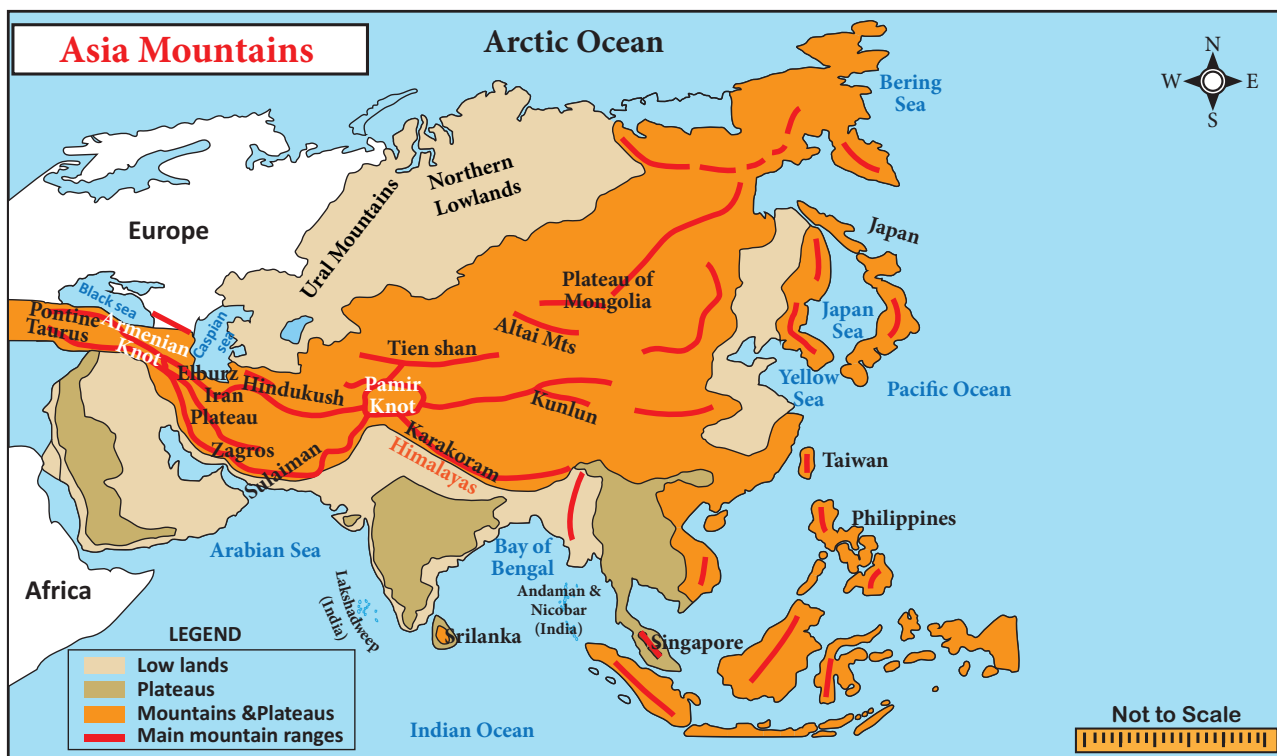 Asia Mountains
Arctic Ocean
N
W E
S
Bering
Sea
Northern
Lowlands
Ural Mountains
Europe
Japan
Black sea
Caspian
sea
Plateau of
Mongolia
Japan
Sea
Pontine
Taurus
Armenian
Knot
Altai Mts
Tien shan
Elburz
Hindukush
Pamir
Knot
Iran
Plateau
Kunlun
Yellow
Sea
Pacific Ocean
Zagros
Sulaiman
Karakoram
Himalayas
Taiwan
Philippines
Arabian Sea
Bay of
Bengal
Africa
Lakshadweep
(India)
Andaman &
Nicobar
(India)
Srilanka
Singapore
LEGEND
Low lands
Plateaus
Mountains &Plateaus
Main mountain ranges
Indian Ocean
Not to Scale